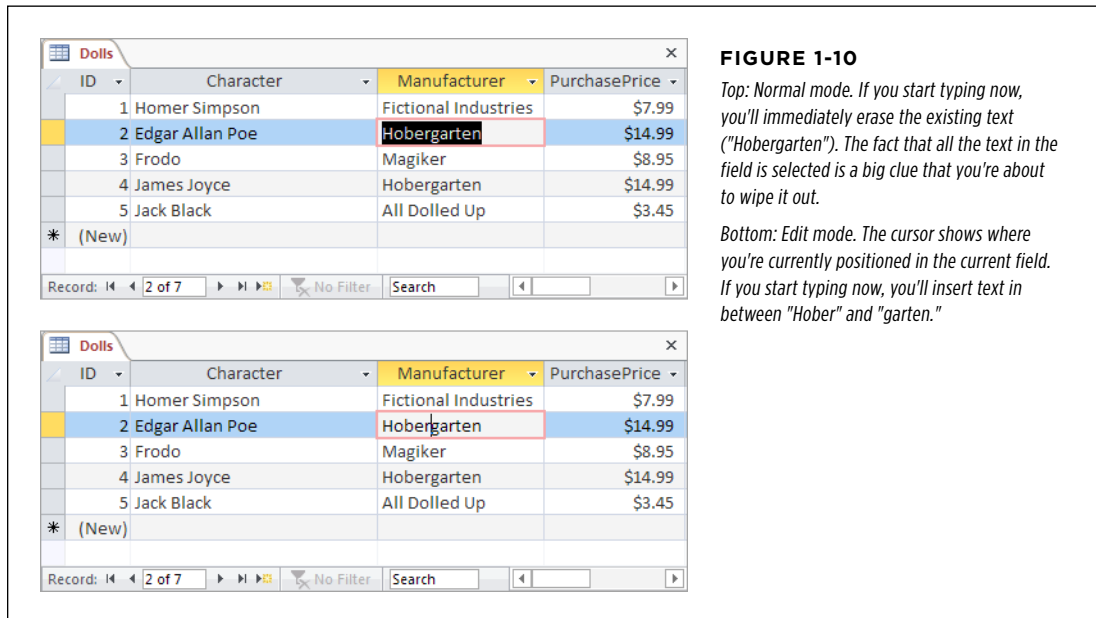 Dolls
ID Character Manufacturer PurchasePrice
1 Homer Simpson Fictional Industries $7.99
2 Edgar Allan Poe Hobergarten $14.99
3 Frodo Magiker $8.95
4 James Joyce Hobergarten $14.99
5 Jack Black All Dolled Up $3.45
* (New)
Record: 2 of 7 No Filter Search
Dolls
ID Character Manufacturer PurchasePrice
1 Homer Simpson Fictional Industries $7.99
2 Edgar Allan Poe Hobergarten $14.99
3 Frodo Magiker $8.95
4 James Joyce Hobergarten $14.99
5 Jack Black All Dolled Up $3.45
* (New)
Record: 2 of 7 No Filter Search
FIGURE 1-10
Top: Normal mode. If you start typing now,
you'll immediately erase the existing text
("Hobergarten"). The fact that all the text in the
field is selected is a big clue that you're about
to wipe it out.
Bottom: Edit mode. The cursor shows where
you're currently positioned in the current field.
If you start typing now, you'll insert text in
between "Hober" and "garten."